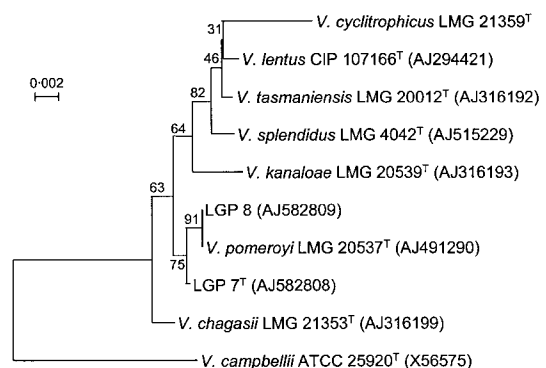 V. cyclitrophicus LMG 21359ᵀ
31
V. lentus CIP 107166ᵀ (AJ294421)
46
0·002
82
V. tasmaniensis LMG 20012ᵀ (AJ316192)
64
V. splendidus LMG 4042ᵀ (AJ515229)
V. kanaloae LMG 20539ᵀ (AJ316193)
63
LGP 8 (AJ582809)
91
V. pomeroyi LMG 20537ᵀ (AJ491290)
75
LGP 7ᵀ (AJ582808)
V. chagasii LMG 21353ᵀ (AJ316199)
V. campbellii ATCC 25920ᵀ (X56575)